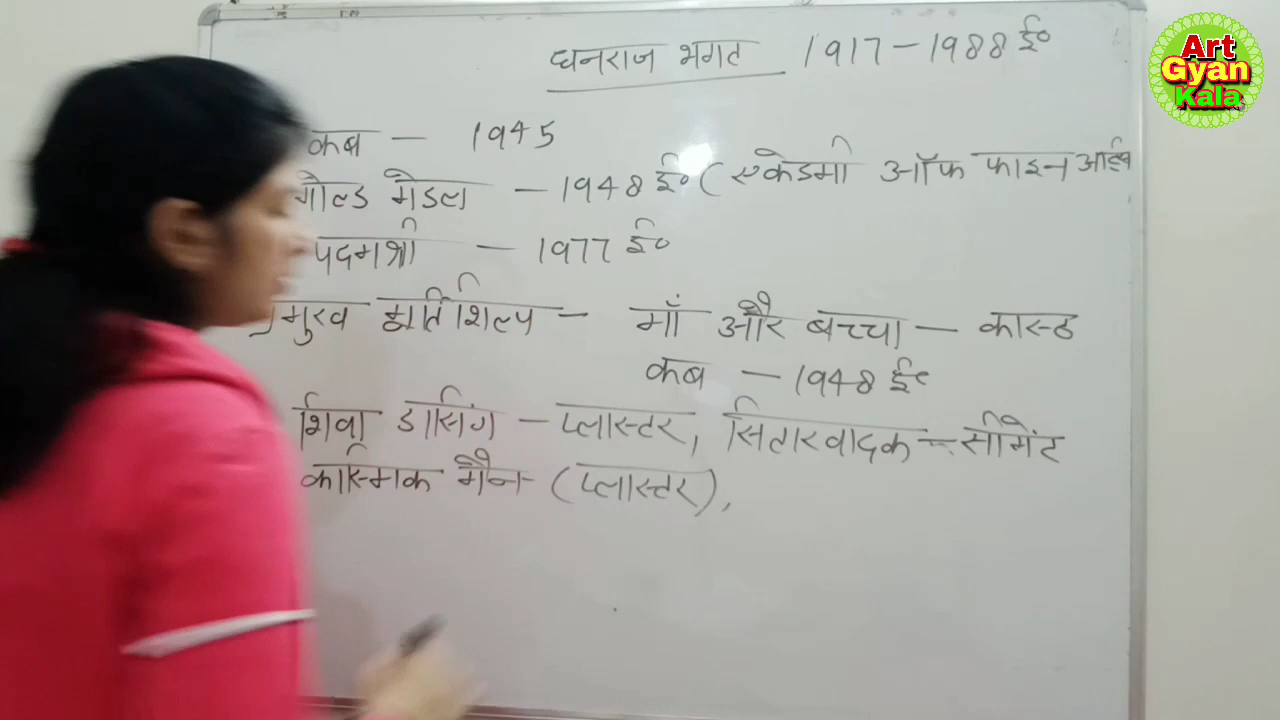 धनराज भगत 1917-1988 ई०
Art
Gyan
Kala
कब - 1945
गोल्ड मेडल - 1948 ई० ( एकेडमी ऑफ फाइन आर्ट्स
पदमश्री - 1977 ई०
प्रमुख मूर्तिशिल्प - माँ और बच्चा - कास्ठ
कब - 1948 ई०
शिवा डांसिंग - प्लास्टर, सितारवादक - सीमेंट
कास्मिक मैन (प्लास्टर),